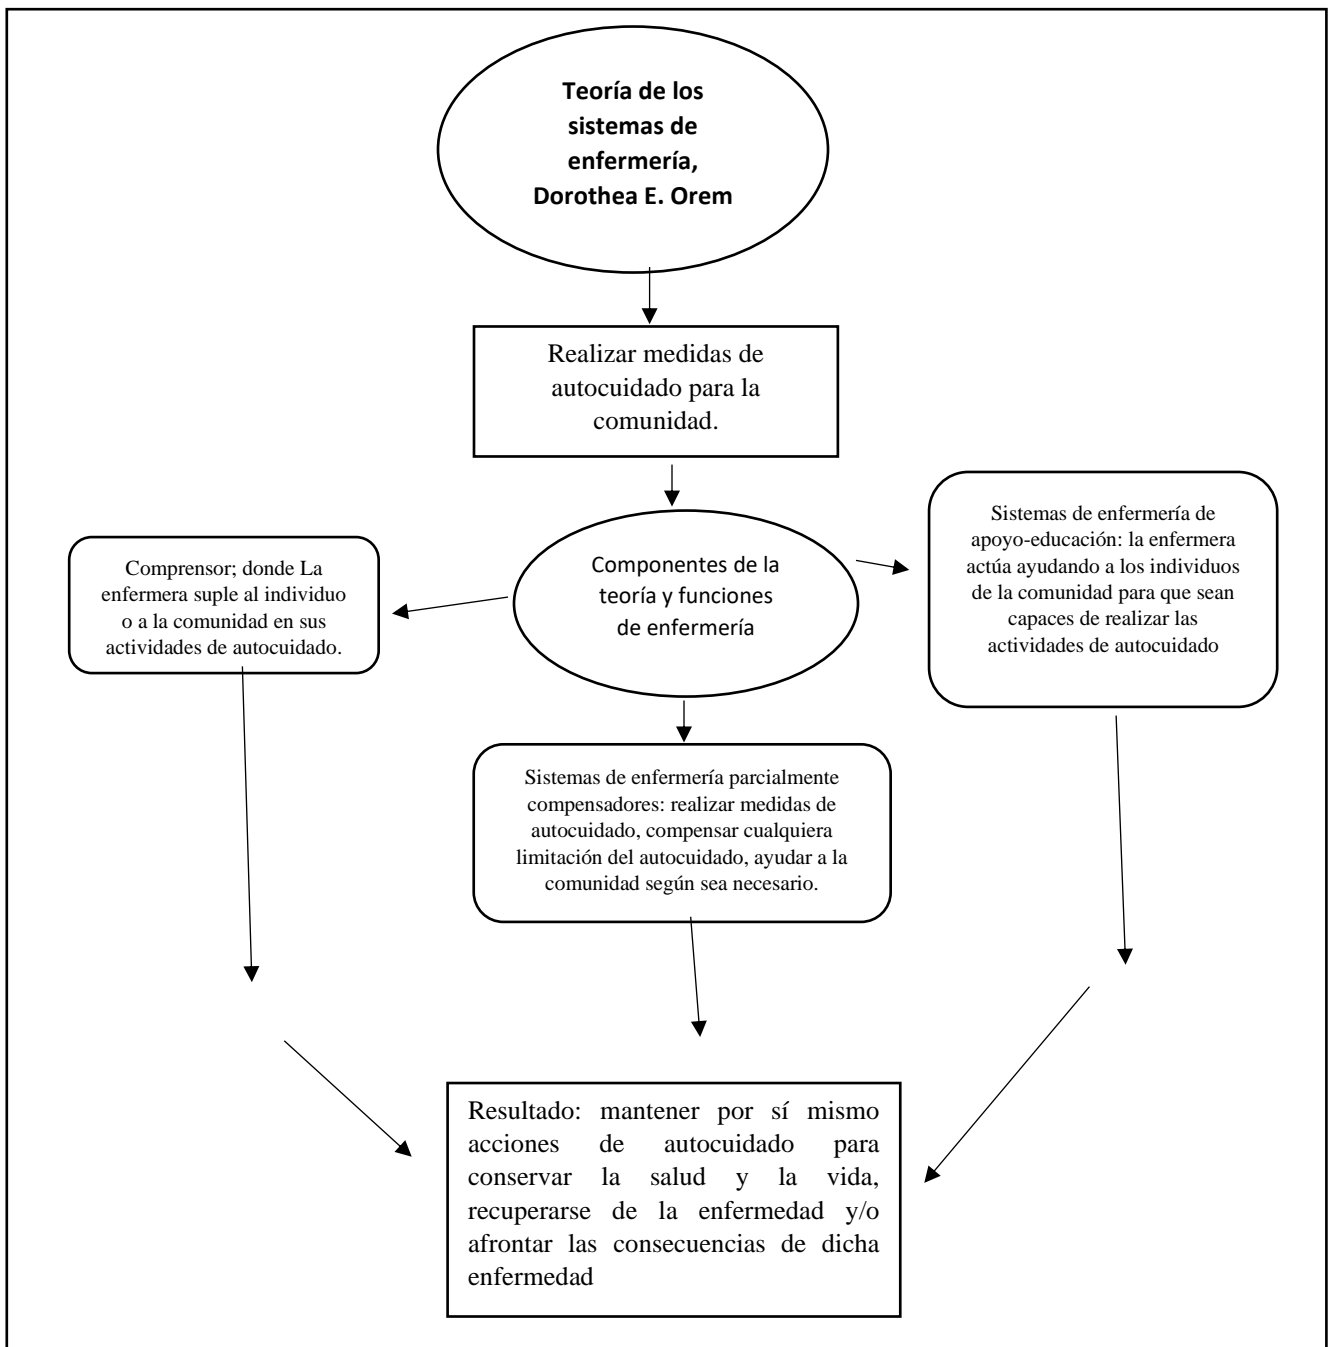 Teoría de los
sistemas de
enfermería,
Dorothea E. Orem
Realizar medidas de
autocuidado para la
comunidad.
Componentes de la
teoría y funciones
de enfermería
Comprensor; donde La
enfermera suple al individuo
o a la comunidad en sus
actividades de autocuidado.
Sistemas de enfermería de
apoyo-educación: la enfermera
actúa ayudando a los individuos
de la comunidad para que sean
capaces de realizar las
actividades de autocuidado
Sistemas de enfermería parcialmente
compensadores: realizar medidas de
autocuidado, compensar cualquiera
limitación del autocuidado, ayudar a la
comunidad según sea necesario.
Resultado: mantener por sí mismo
acciones de autocuidado para
conservar la salud y la vida,
recuperarse de la enfermedad y/o
afrontar las consecuencias de dicha
enfermedad